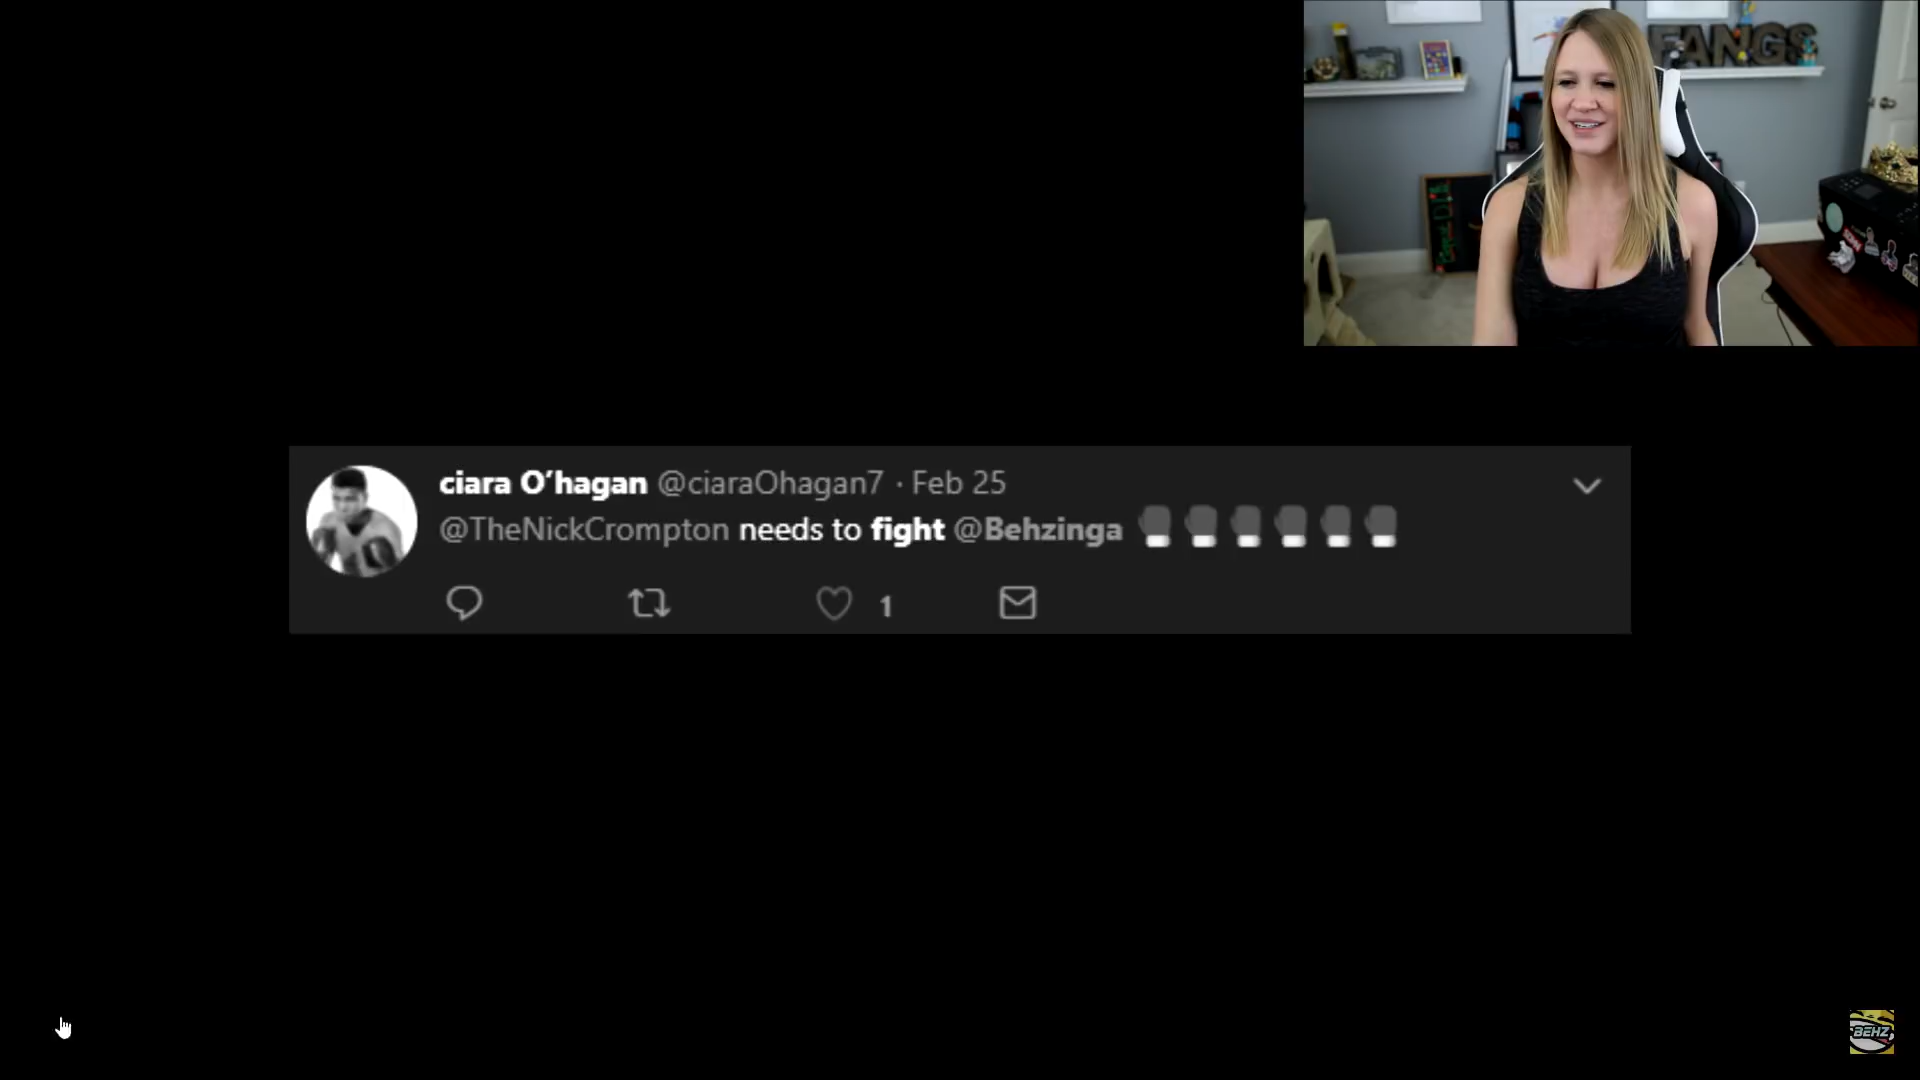 FANGS
ciara O'hagan @ciaraOhagan7 · Feb 25
@TheNickCrompton needs to fight @Behzinga
1
BEHZ